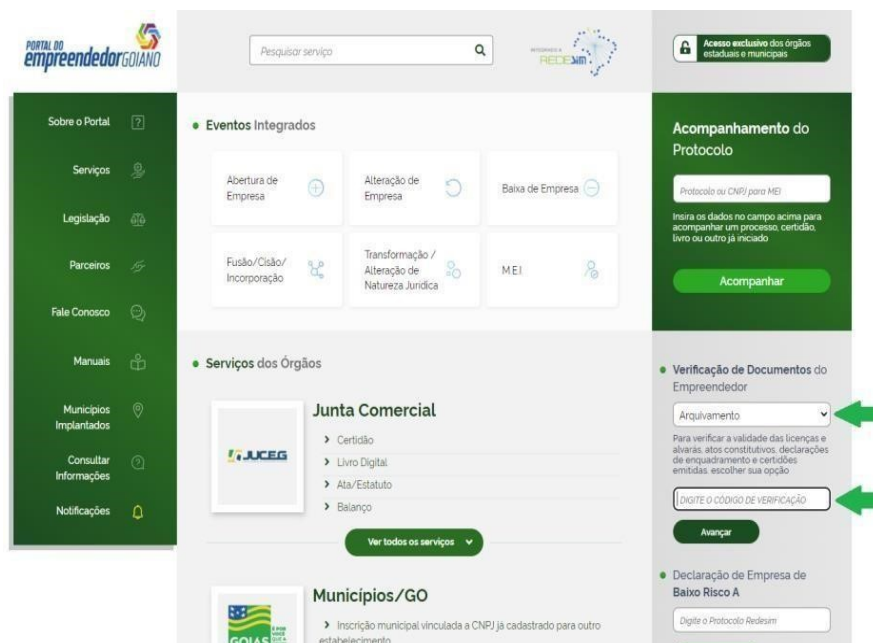 PORTAL DO
empreendedorGOIANO
Pesquisar serviço
INTEGRADO À
REDESIM
Acesso exclusivo dos órgãos
estaduais e municipais
Sobre o Portal
Serviços
Legislação
Parceiros
Fale Conosco
Manuais
Municípios
Implantados
Consultar
Informações
Notificações
Eventos Integrados
Abertura de
Empresa
Alteração de
Empresa
Baixa de Empresa
Fusão/Cisão/
Incorporação
Transformação /
Alteração de
Natureza Jurídica
MEI
Serviços dos Órgãos
JUCEG
Junta Comercial
Certidão
Livro Digital
Ata/Estatuto
Balanço
Ver todos os serviços
GOIÁS
É POR
VOCÊ
QUE A
Municípios/GO
Inscrição municipal vinculada a CNPJ já cadastrado para outro
estabelecimento
Acompanhamento do
Protocolo
Protocolo ou CNPJ para MEI
Insira os dados no campo acima para
acompanhar um processo, certidão,
livro ou outro já iniciado
Acompanhar
Verificação de Documentos do
Empreendedor
Arquivamento
Para verificar a validade das licenças e
alvarás, atos constitutivos, declarações
de enquadramento e certidões
emitidas, escolher sua opção
DIGITE O CÓDIGO DE VERIFICAÇÃO
Avançar
Declaração de Empresa de
Baixo Risco A
Digite o Protocolo Redesim